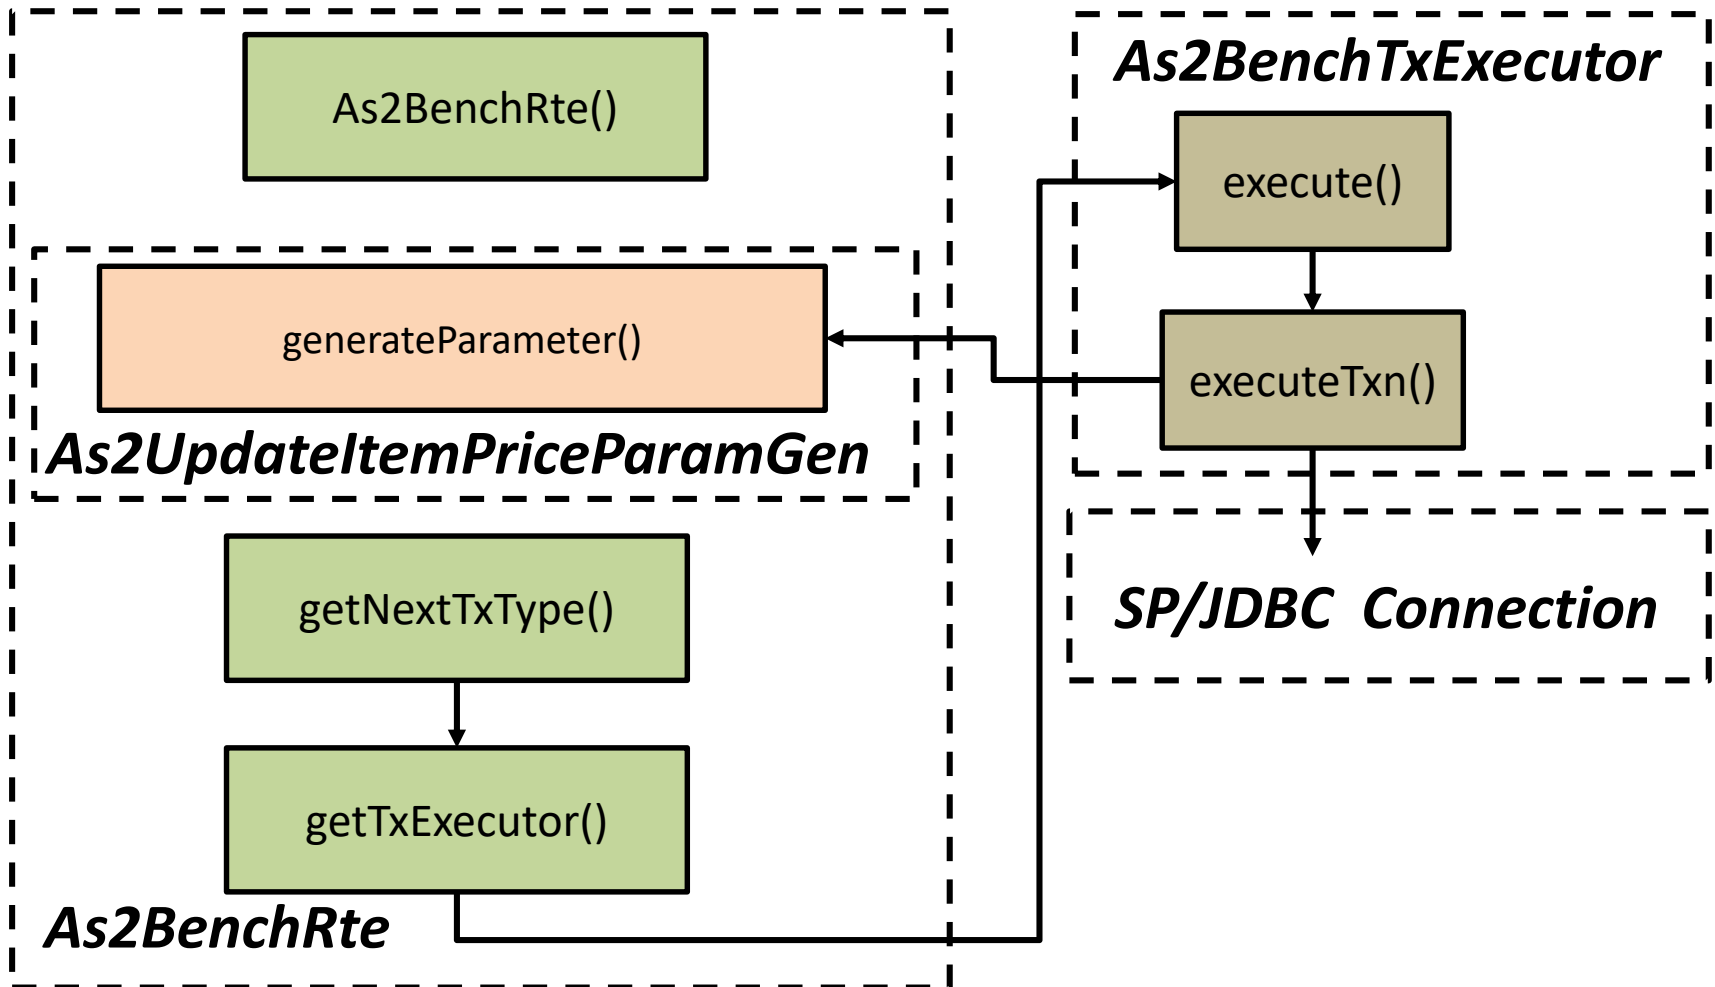 As2BenchRte()
generateParameter()
As2UpdateItemPriceParamGen
getNextTxType()
getTxExecutor()
As2BenchRte
As2BenchTxExecutor
execute()
executeTxn()
SP/JDBC Connection